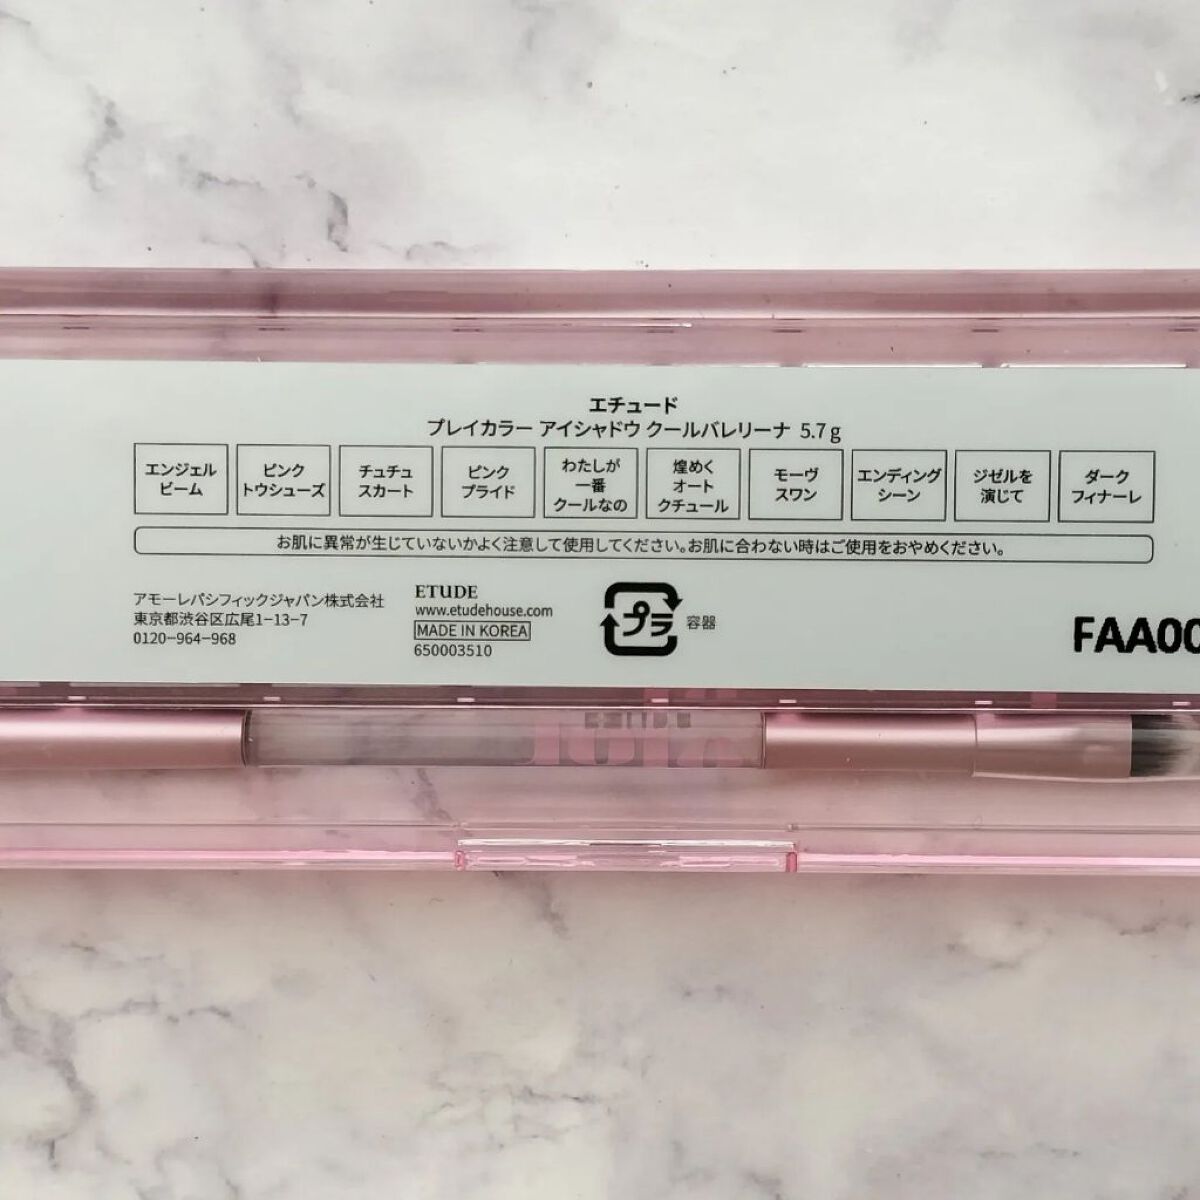 エチュード
プレイカラー アイシャドウ クールバレリーナ 5.7 g
エンジェル
ビーム
ピンク
トウシューズ
チュチュ
スカート
ピンク
プライド
わたしが
一番
クールなの
煌めく
オート
クチュール
モーヴ
スワン
エンディング
シーン
ジゼルを
演じて
ダーク
フィナーレ
お肌に異常が生じていないかよく注意して使用してください。お肌に合わない時はご使用をおやめください。
アモーレパシフィックジャパン株式会社
東京都渋谷区広尾1-13-7
0120-964-968
ETUDE
www.etudehouse.com
MADE IN KOREA
650003510
プラ
容器
FAA00